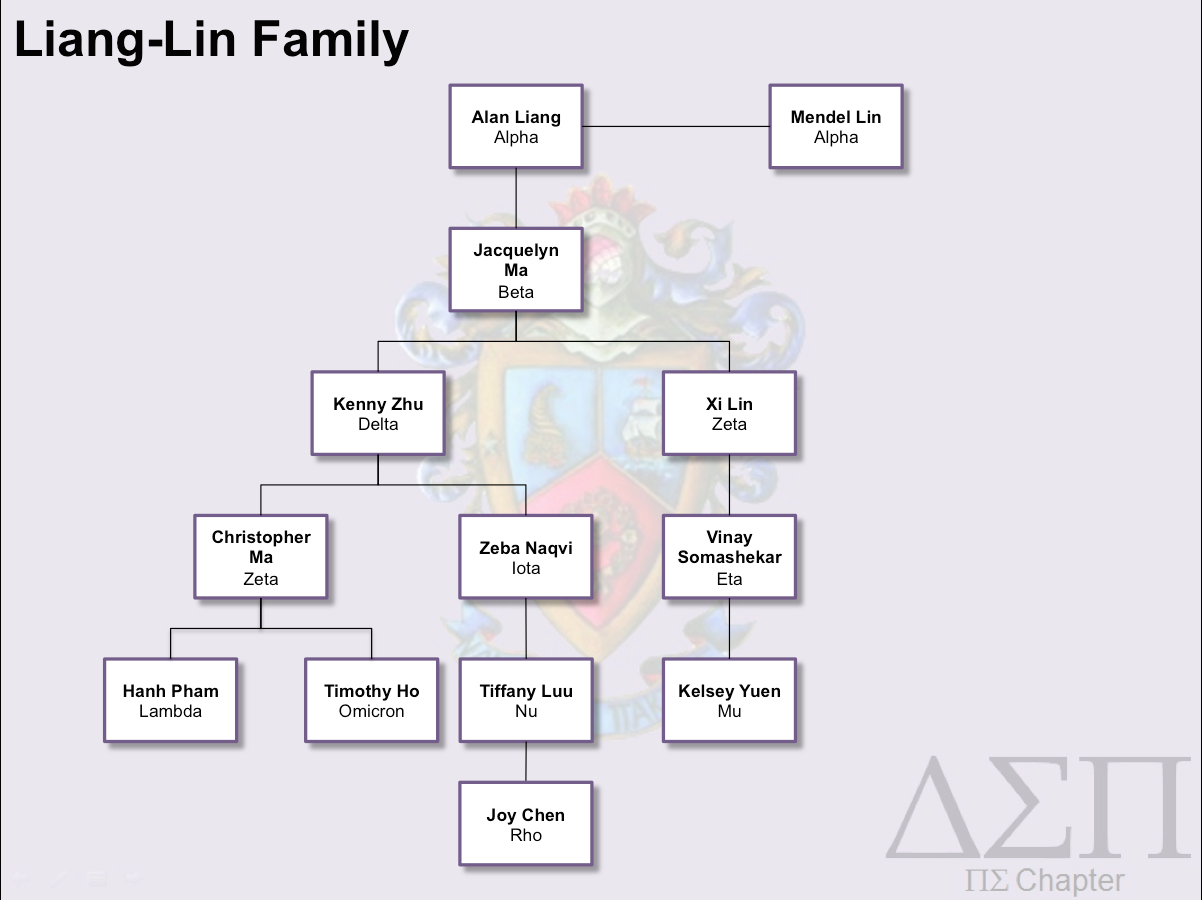 Liang-Lin Family
Alan Liang
Alpha
Mendel Lin
Alpha
Jacquelyn
Ma
Beta
Kenny Zhu
Delta
Xi Lin
Zeta
Christopher
Ma
Zeta
Zeba Naqvi
Iota
Vinay
Somashekar
Eta
Hanh Pham
Lambda
Timothy Ho
Omicron
Tiffany Luu
Nu
Kelsey Yuen
Mu
Joy Chen
Rho
ΔΣΠ
ΠΣ Chapter